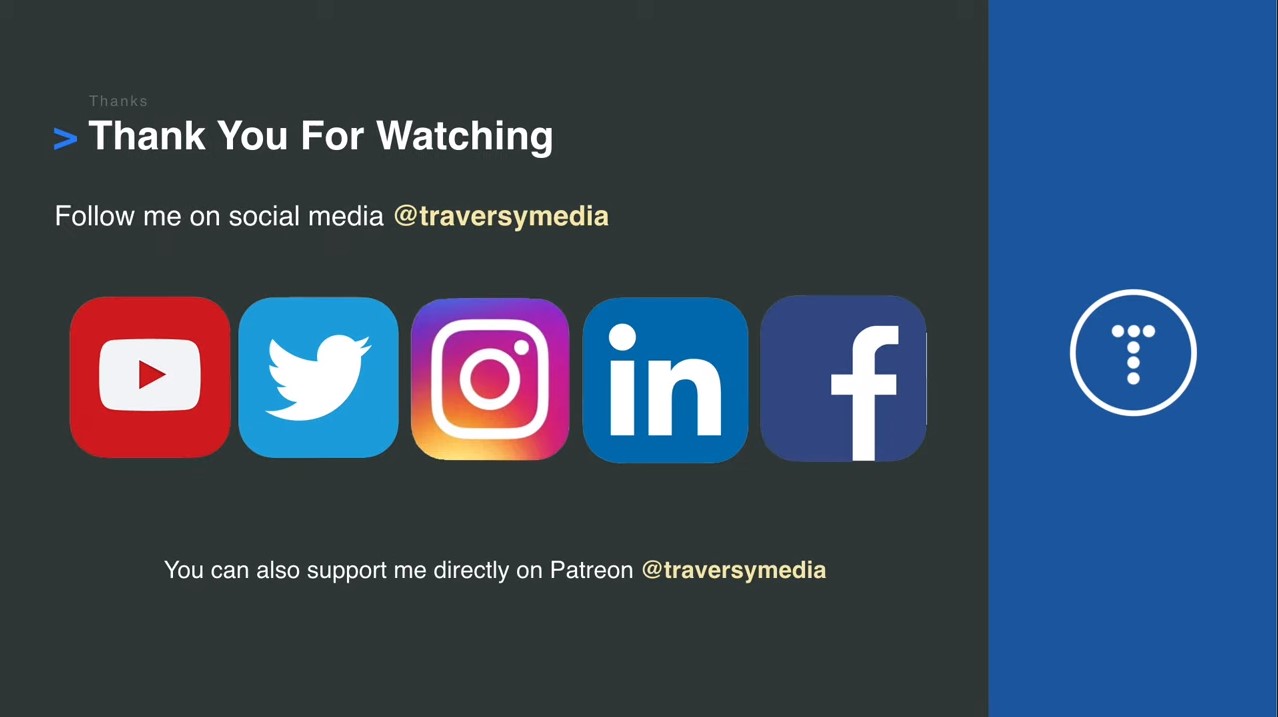 Thanks
> Thank You For Watching
Follow me on social media @traversymedia
in
f
T
You can also support me directly on Patreon @traversymedia